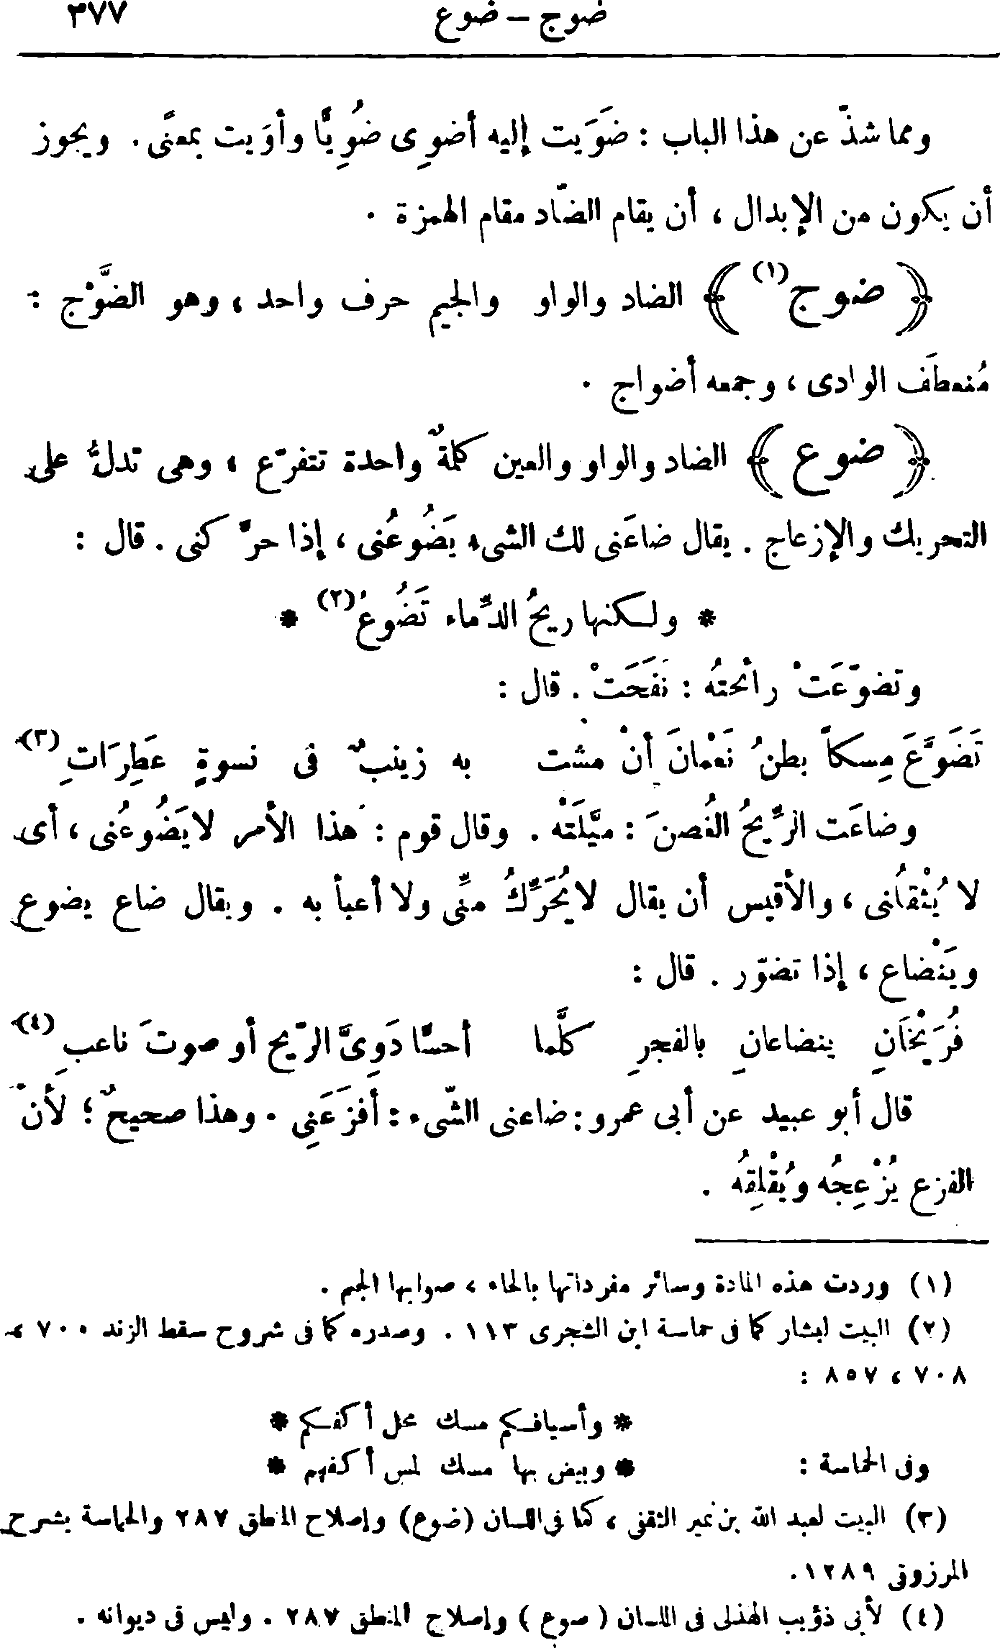 ضوج – ضوع ٣٧٧
ومما شذّ عن هذا الباب : ضَوَيت إليه أضوِى ضُوِيًّا وأوَيت بمعنًى . ويجوز
أن يكون من الإبدال ، أن يقام الضّاد مقام الهمزة .
﴿ ضوج (١) ﴾ الضاد والواو والجيم حرف واحد ، وهو الضَّوْج :
مُنعطَف الوادى ، وجمعه أضواج .
﴿ ضوع ﴾ الضاد والواو والعين كلمةٌ واحدة تتفرّع ، وهى تدلُّ على
التحريك والإزعاج . يقال ضاعَنى لك الشىء يَضُوعُنى ، إذا حرّكنى . قال :
* ولكنها ريحُ الدِّماء تَضُوعُ (٢) *
وتضوّعَتْ رائحتُه : نَفَحَتْ . قال :
تَضَوَّعَ مِسكاً بطنُ نَعْمانَ أنْ مشت به زينبٌ فى نسوةٍ عَطِرَاتِ (٣)
وضاعَت الرِّيحُ الغُصنَ : ميَّلَتْه . وقال قوم : هذا الأمر لا يَضُوعُنى ، أى
لا يُثْقلُنى ، والأقيس أن يقال لا يُحَرِّكُ منِّى ولا أعبأ به . ويقال ضاع يضوع
ويَنْضاع ، إذا تضوّر . قال :
فُرَيْخَانِ ينضاعانِ بالفجرِ كلَّما أحسَّا دَوِىَّ الرّيح أو صوتَ ناعبِ (٤)
قال أبو عبيد عن أبى عمرو : ضاعنى الشّىء : أفزَعَنِى . وهذا صحيحٌ ؛ لأنّ
الفزع يُزْعِجُه ويُقْلِقُه .
(١) وردت هذه المادة وسائر مفرداتها بالحاء ، صوابها الجيم .
(٢) البيت لبشار كما فى حماسة ابن الشجرى ١١٣ . وصدره كما فى شروح سقط الزند ٧٠٠ ،
٧٠٨ ، ٨٥٧ :
* وأسيافكم مسك محل أكفكم *
وفى الحماسة : * وبيض بها مسك لمس أكفهم *
(٣) البيت لعبد الله بن نمير الثقفى ، كما فى اللسان (ضوع) وإصلاح المنطق ٢٨٧ والحماسة بشرح
المرزوقى ١٢٨٩ .
(٤) لأبى ذؤيب الهذلى فى اللسان ( صوع ) وإصلاح المنطق ٢٨٧ . وليس فى ديوانه .